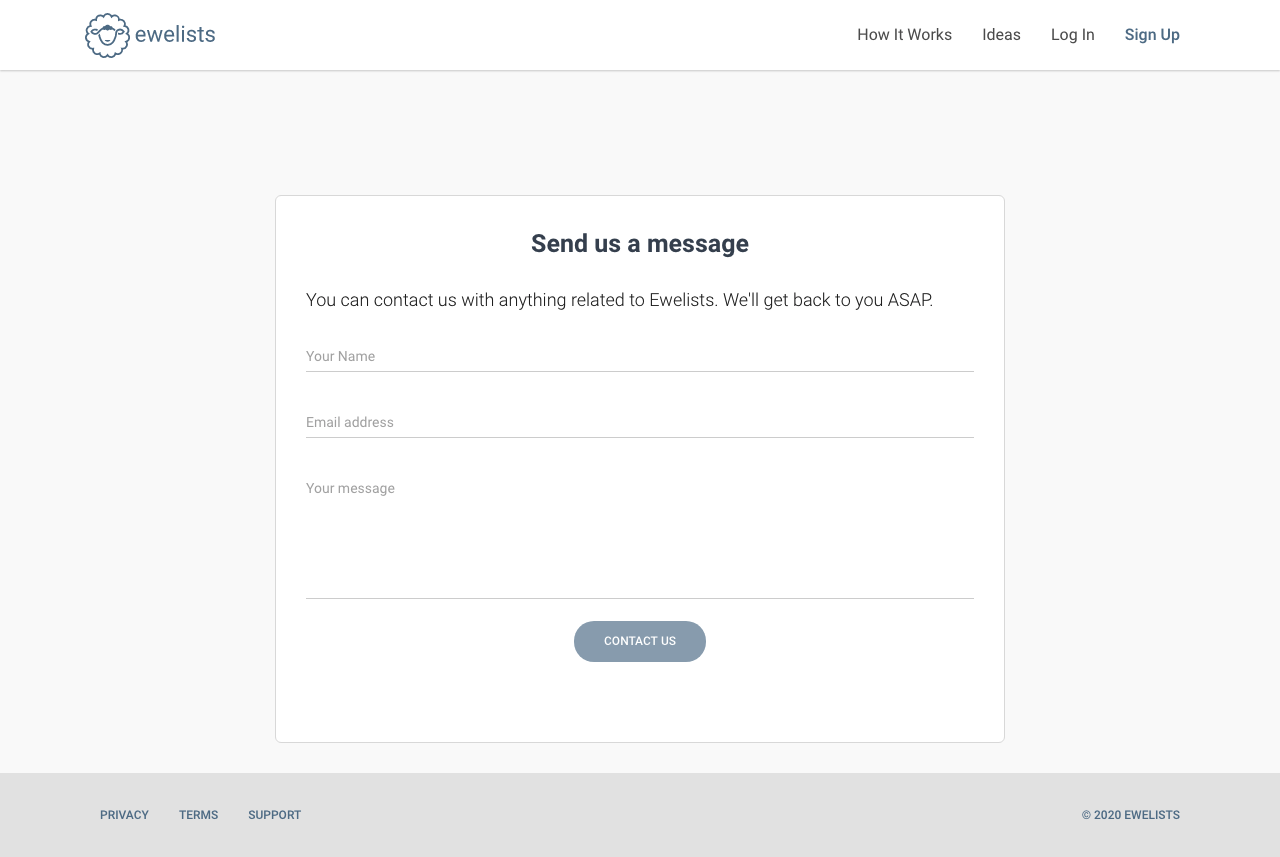 ewelists
How It Works
Ideas
Log In
Sign Up
Send us a message
You can contact us with anything related to Ewelists. We'll get back to you ASAP.
Your Name
Email address
Your message
CONTACT US
PRIVACY
TERMS
SUPPORT
© 2020 EWELISTS